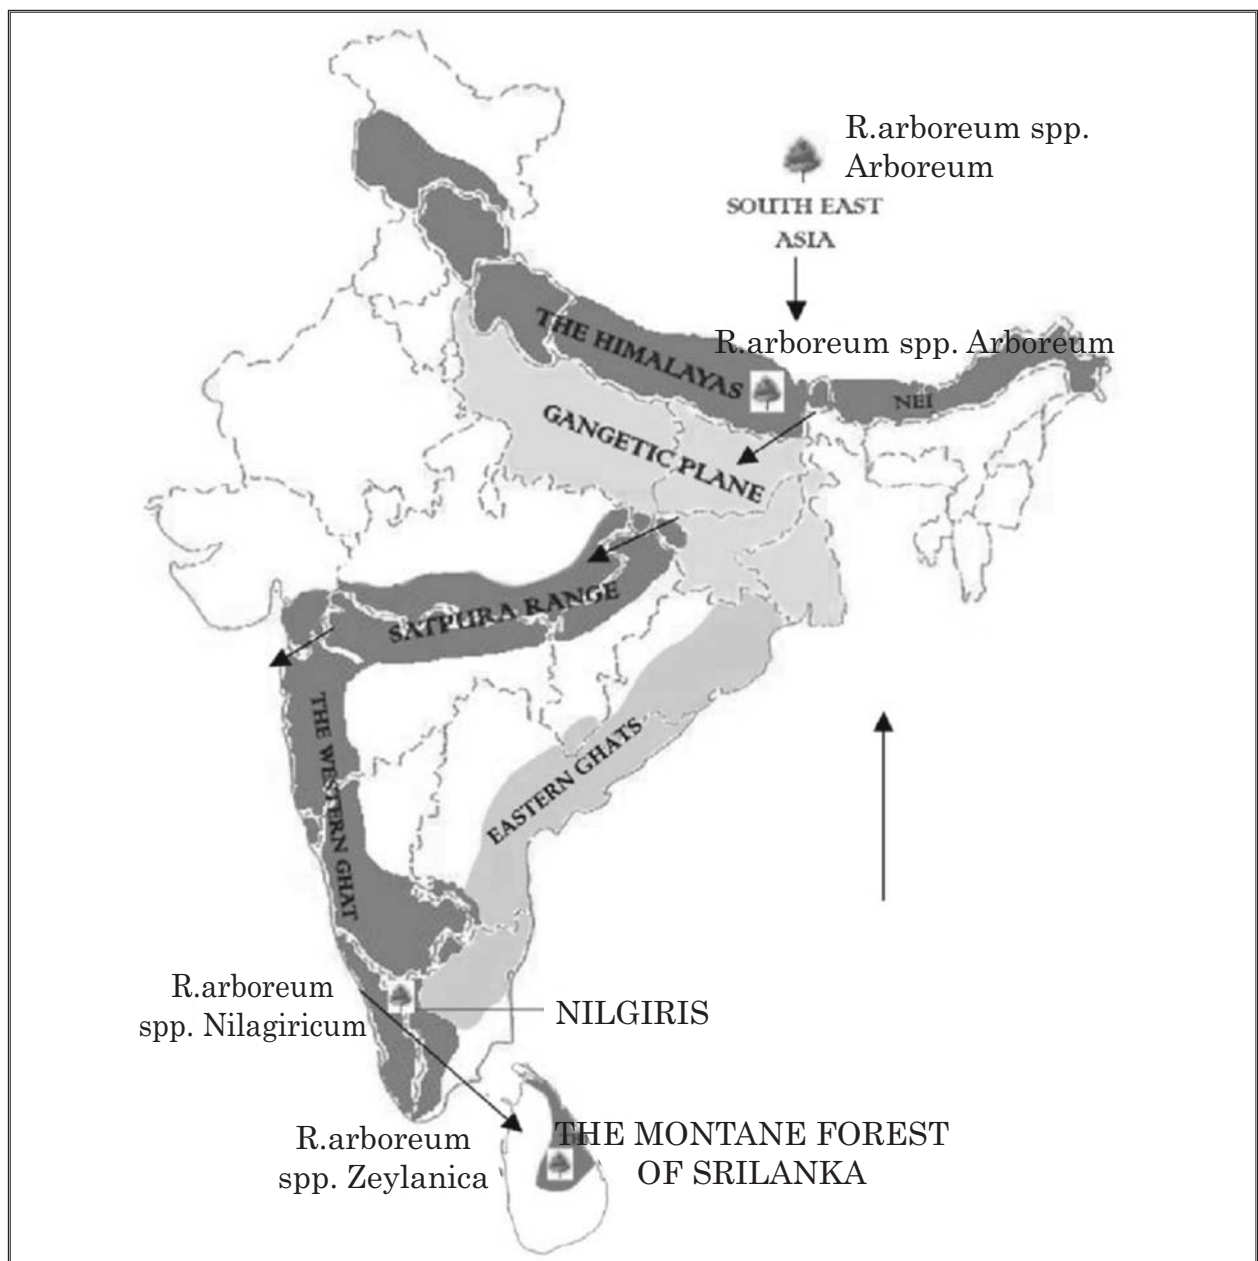 R.arboreum spp.
Arboreum
SOUTH EAST
ASIA
R.arboreum spp. Arboreum
THE HIMALAYAS
NEI
GANGETIC PLANE
SATPURA RANGE
THE WESTERN GHAT
EASTERN GHATS
R.arboreum
spp. Nilagiricum
NILGIRIS
R.arboreum
spp. Zeylanica
THE MONTANE FOREST
OF SRILANKA